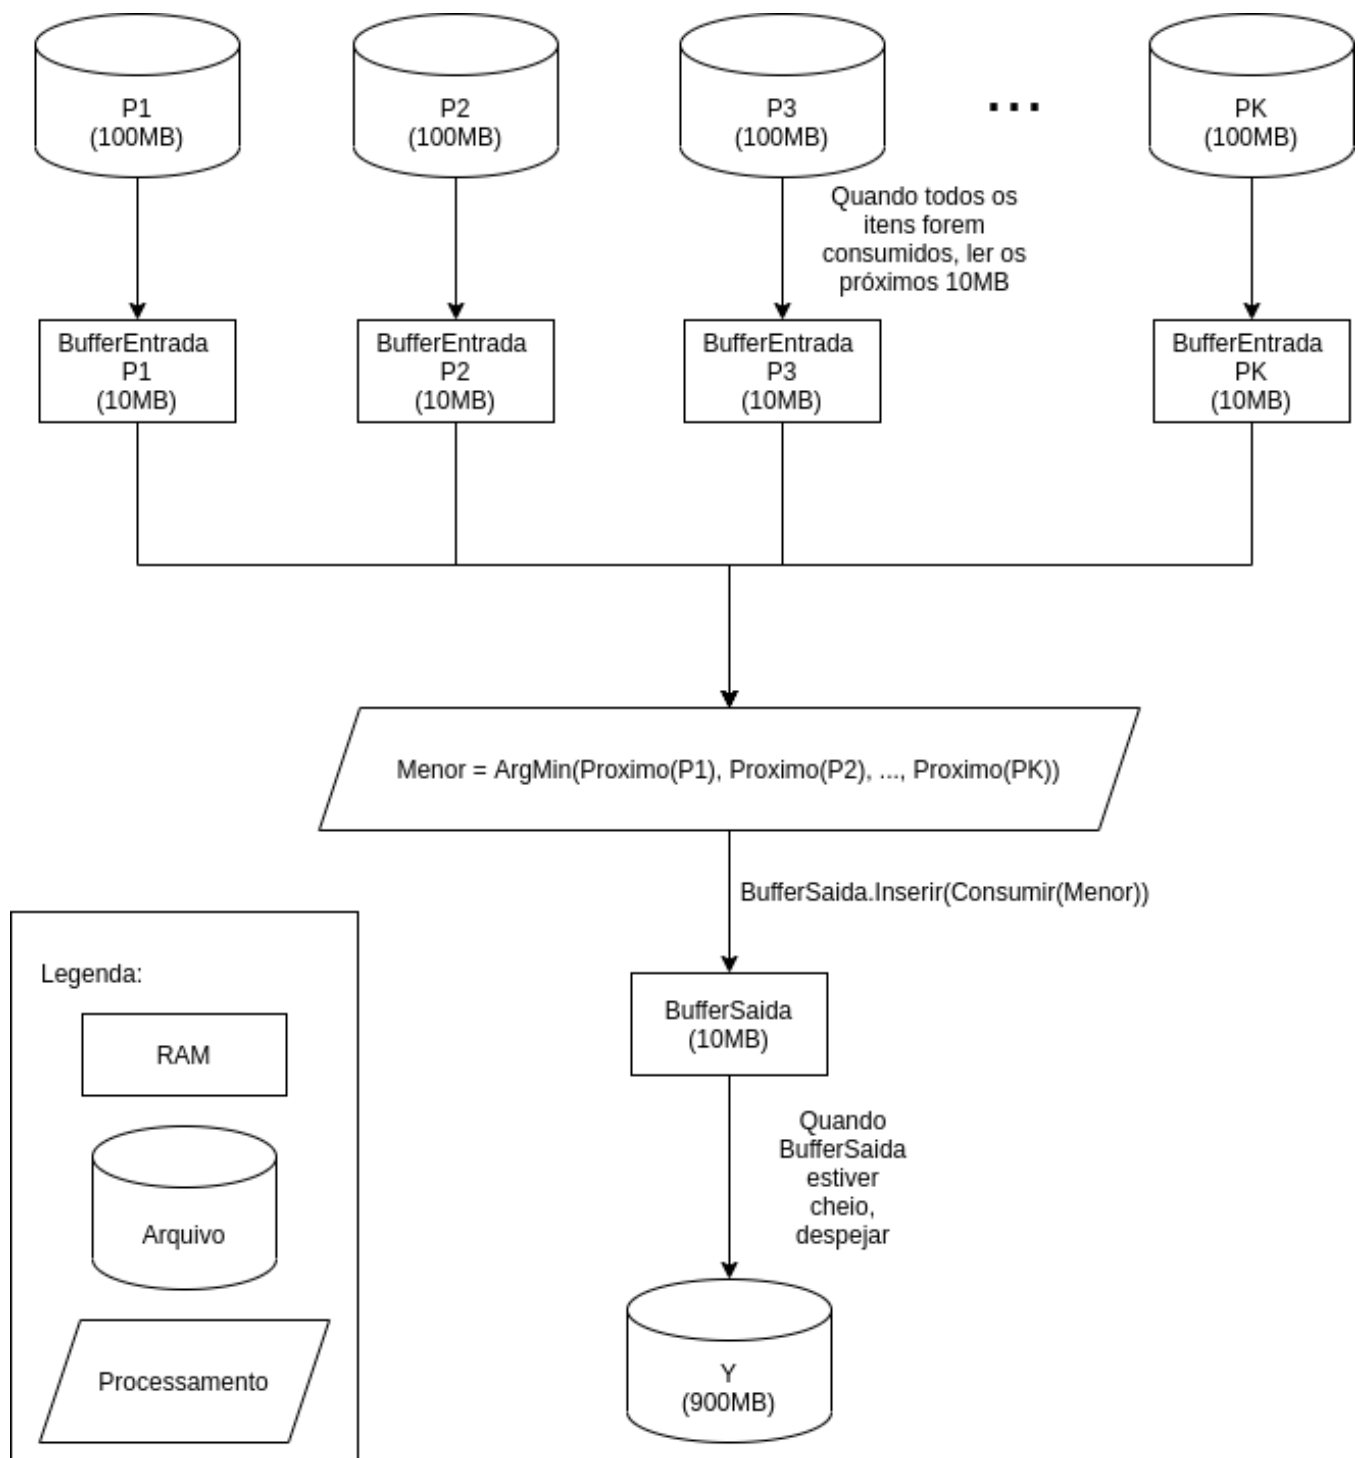 P1
(100MB)
P2
(100MB)
P3
(100MB)
...
PK
(100MB)
Quando todos os
itens forem
consumidos, ler os
próximos 10MB
BufferEntrada
P1
(10MB)
BufferEntrada
P2
(10MB)
BufferEntrada
P3
(10MB)
BufferEntrada
PK
(10MB)
Menor = ArgMin(Proximo(P1), Proximo(P2), ..., Proximo(PK))
BufferSaida.Inserir(Consumir(Menor))
BufferSaida
(10MB)
Quando
BufferSaida
estiver
cheio,
despejar
Y
(900MB)
Legenda:
RAM
Arquivo
Processamento